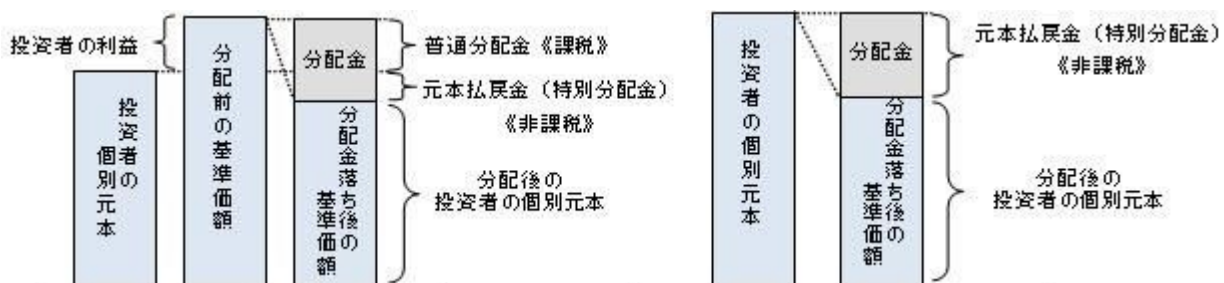 投資者の利益
投資者の
個別元本
分配前の基準価額
分配金
分配金落ち後の
基準価額
普通分配金《課税》
元本払戻金（特別分配金）
《非課税》
分配後の
投資者の個別元本
投資者の個別元本
分配金
分配金落ち後の
基準価額
元本払戻金（特別分配金）
《非課税》
分配後の
投資者の個別元本